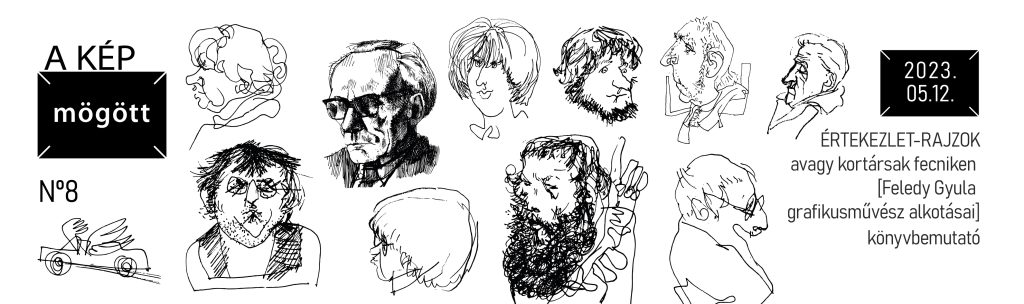 A KÉP
mögött
Nº8
2023.
05.12.
ÉRTEKEZLET-RAJZOK
avagy kortársak fecniken
[Feledy Gyula
grafikusművész alkotásai]
könyvbemutató